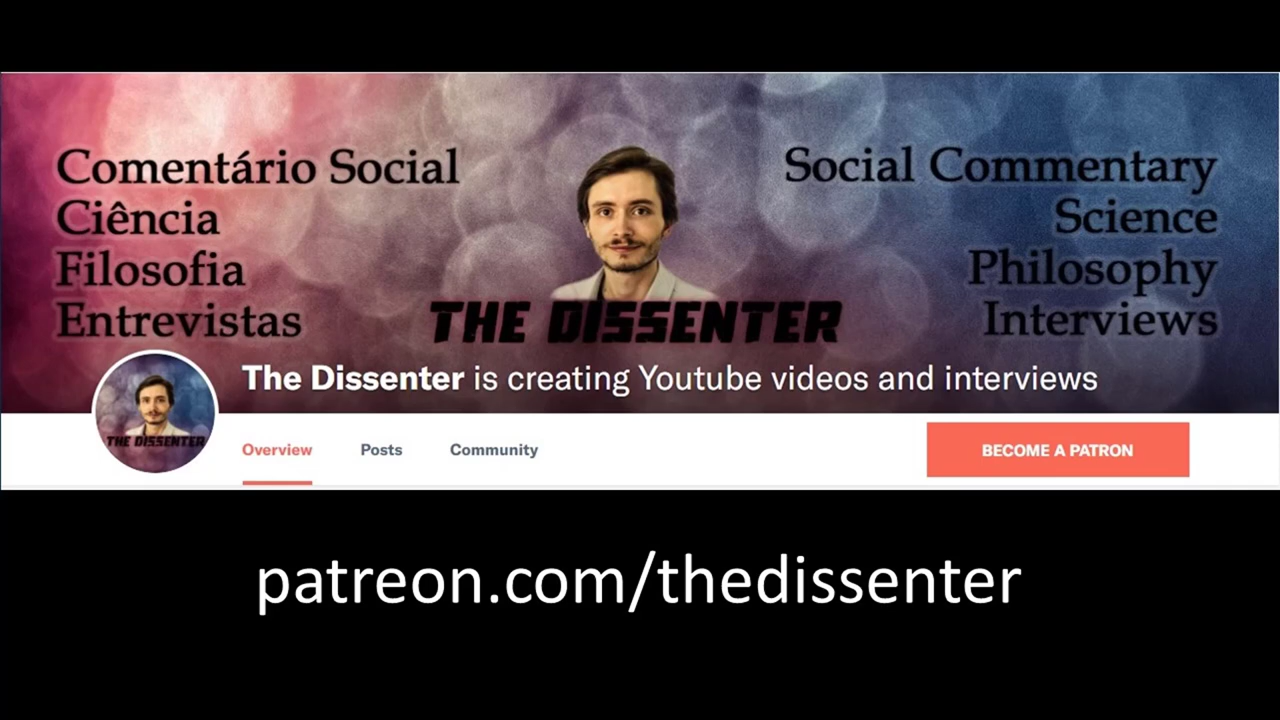 Comentário Social
Ciência
Filosofia
Entrevistas
Social Commentary
Science
Philosophy
Interviews
THE DISSENTER
The Dissenter is creating Youtube videos and interviews
THE DISSENTER
Overview
Posts
Community
BECOME A PATRON
patreon.com/thedissenter